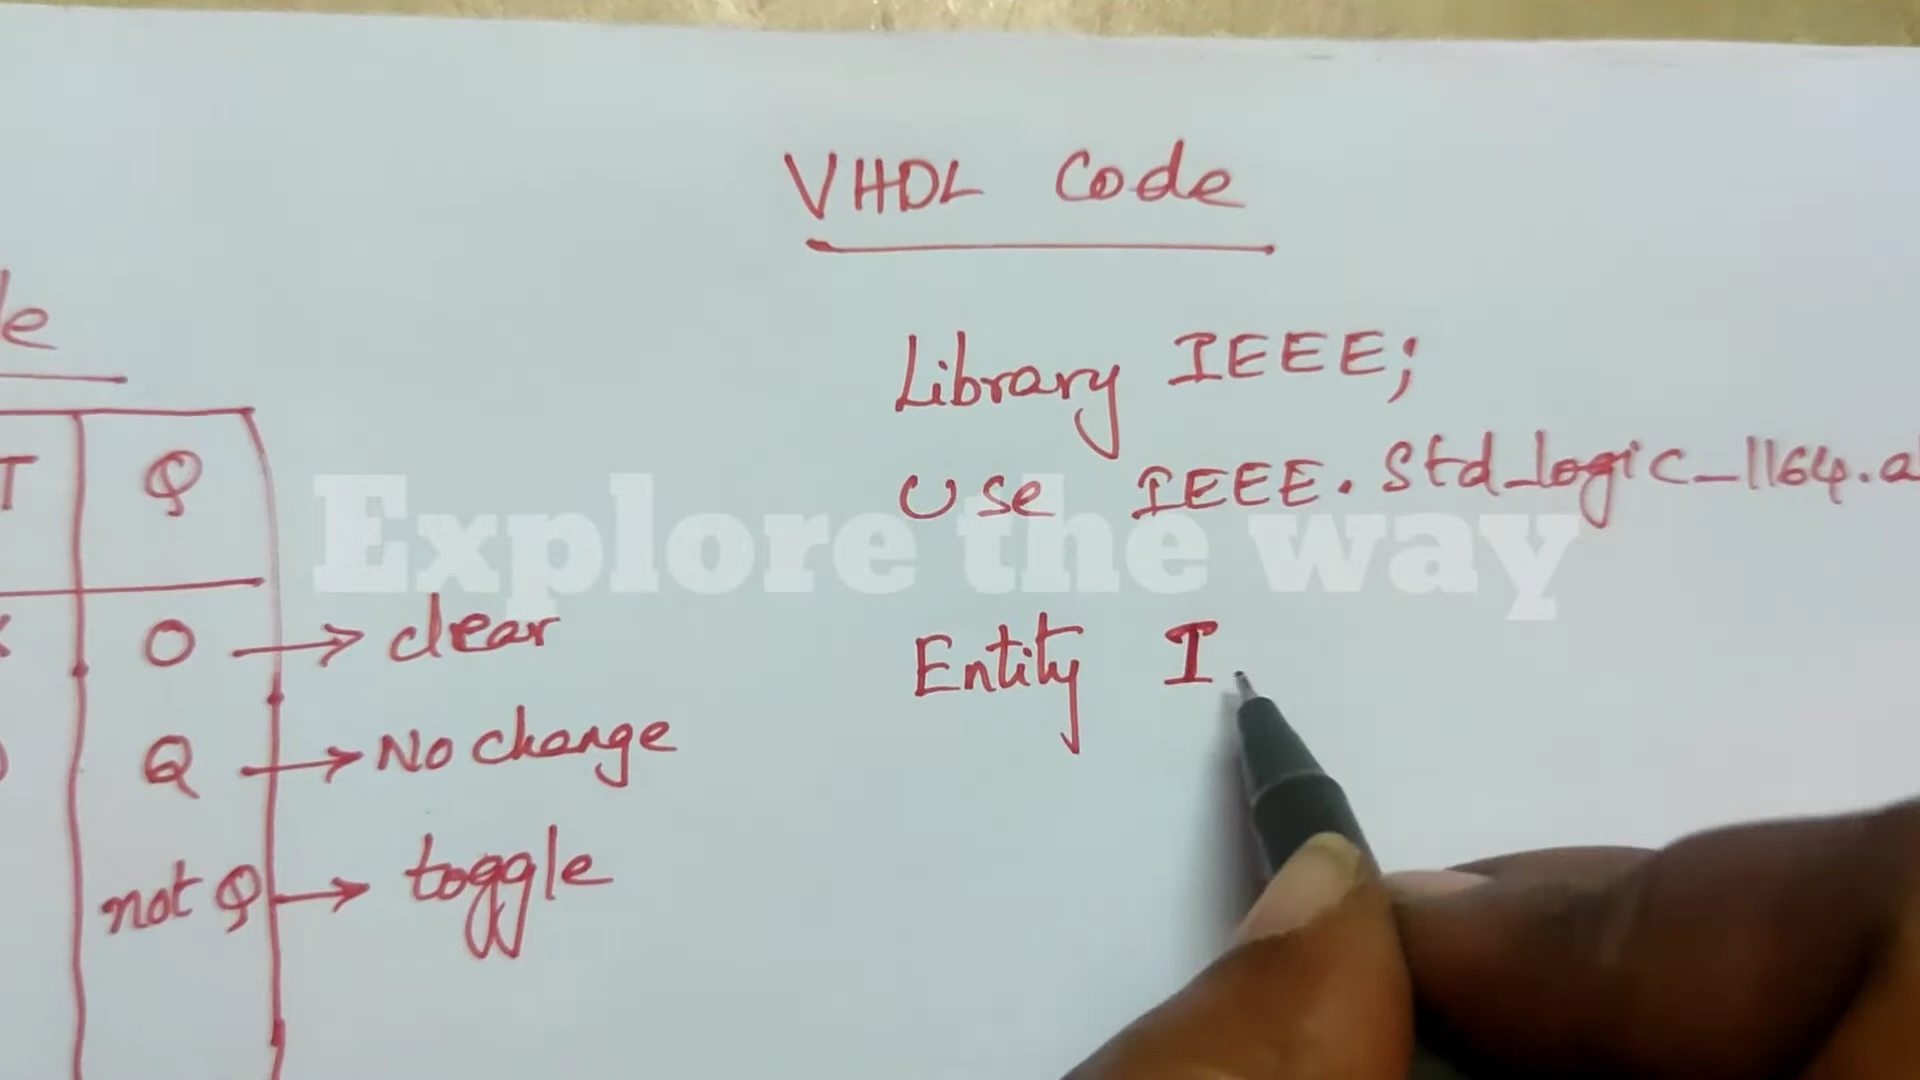 VHDL Code
Library IEEE;
Use IEEE.Std_logic_1164.a
Entity I
T Q
0 → clear
Q → No change
not Q → toggle
Explore the way